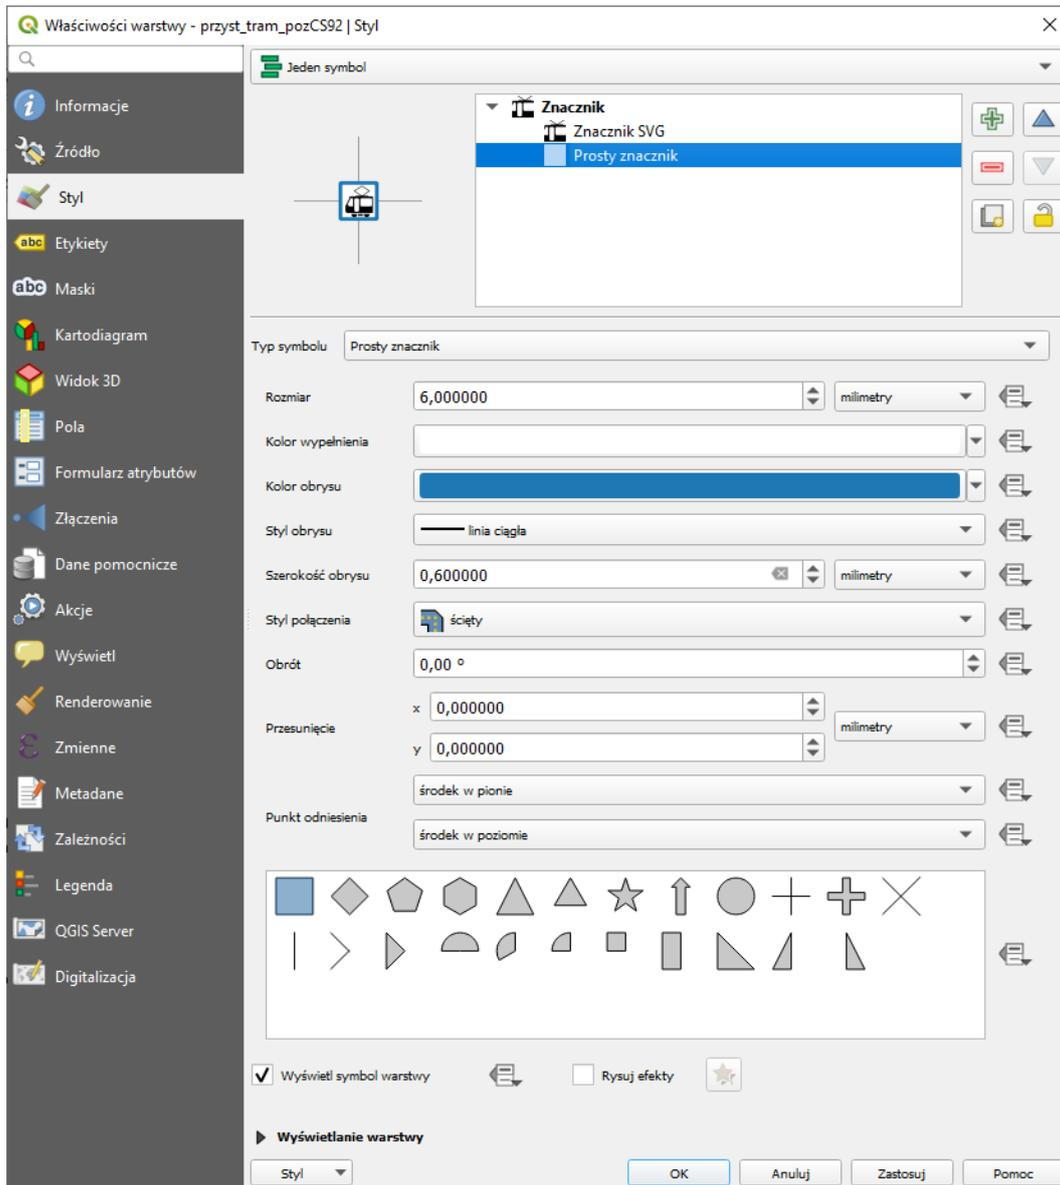 Właściwości warstwy - przyst_tram_pozCS92 | Styl
Jeden symbol
Informacje
Źródło
Styl
abc Etykiety
abc Maski
Kartodiagram
Widok 3D
Pola
Formularz atrybutów
Złączenia
Dane pomocnicze
Akcje
Wyświetl
Renderowanie
Zmienne
Metadane
Zależności
Legenda
QGIS Server
Digitalizacja
Znacznik
Znacznik SVG
Prosty znacznik
Typ symbolu Prosty znacznik
Rozmiar 6,000000 milimetry
Kolor wypełnienia
Kolor obrysu
Styl obrysu linia ciągła
Szerokość obrysu 0,600000 milimetry
Styl połączenia ścięty
Obrót 0,00 °
Przesunięcie x 0,000000 milimetry
y 0,000000
Punkt odniesienia środek w pionie
środek w poziomie
Wyświetl symbol warstwy Rysuj efekty
Wyświetlanie warstwy
Styl OK Anuluj Zastosuj Pomoc